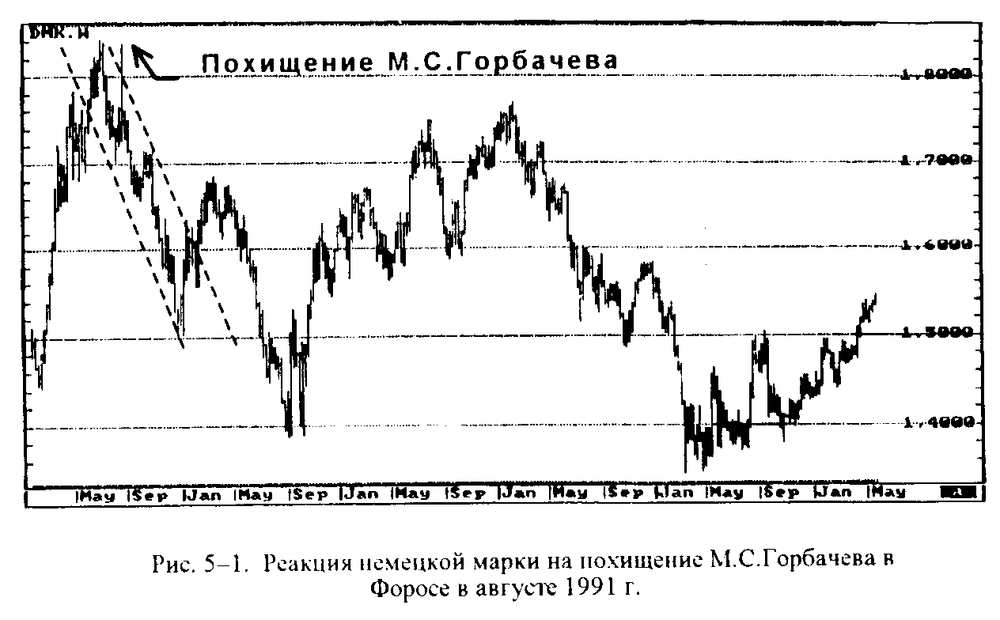 DMK.W
Похищение М.С.Горбачева
1,8000
1,7000
1,6000
1,5000
1,4000
|May |Sep |Jan |May |Sep |Jan |May |Sep |Jan |May |Sep |Jan |May |Sep |Jan |May
Рис. 5–1. Реакция немецкой марки на похищение М.С.Горбачева в
Форосе в августе 1991 г.